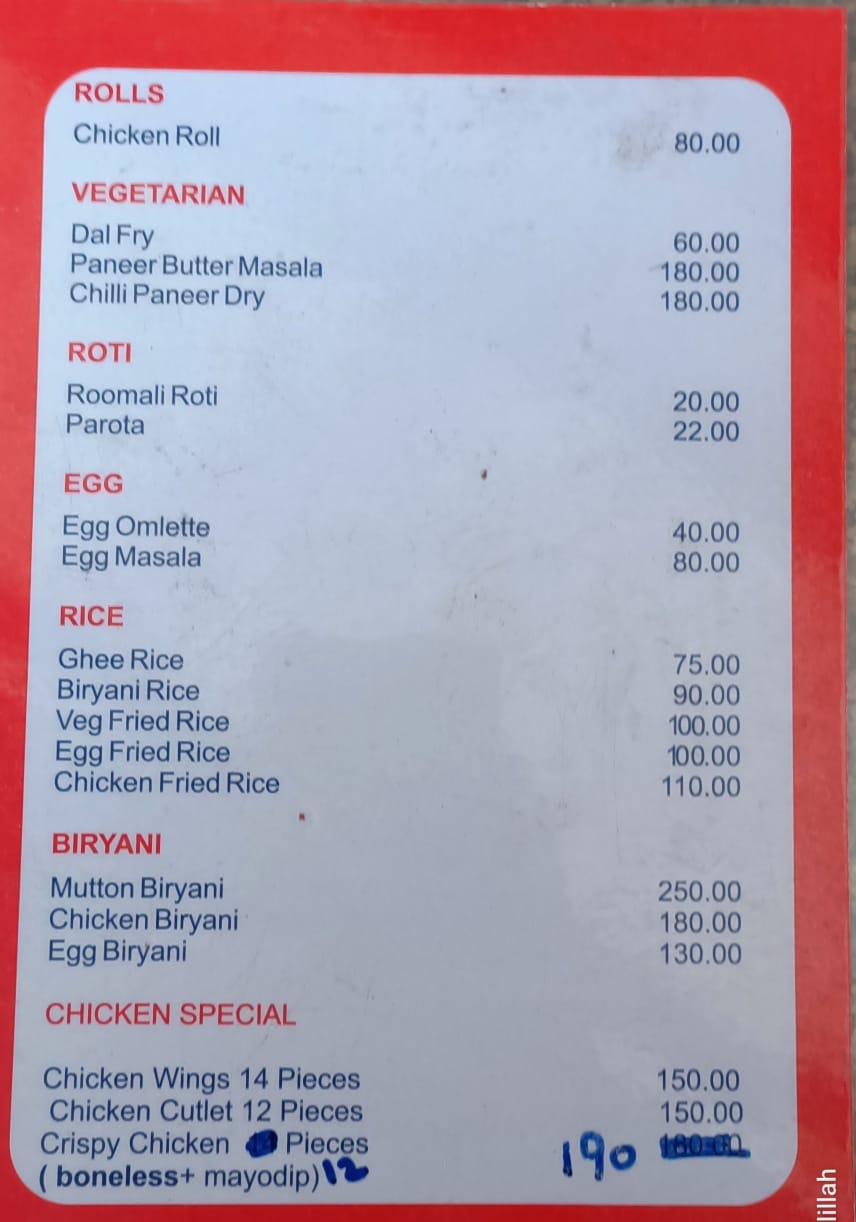 ROLLS
Chicken Roll 80.00
VEGETARIAN
Dal Fry 60.00
Paneer Butter Masala 180.00
Chilli Paneer Dry 180.00
ROTI
Roomali Roti 20.00
Parota 22.00
EGG
Egg Omlette 40.00
Egg Masala 80.00
RICE
Ghee Rice 75.00
Biryani Rice 90.00
Veg Fried Rice 100.00
Egg Fried Rice 100.00
Chicken Fried Rice 110.00
BIRYANI
Mutton Biryani 250.00
Chicken Biryani 180.00
Egg Biryani 130.00
CHICKEN SPECIAL
Chicken Wings 14 Pieces 150.00
Chicken Cutlet 12 Pieces 150.00
Crispy Chicken Pieces 190
( boneless+ mayodip) 12
lillah